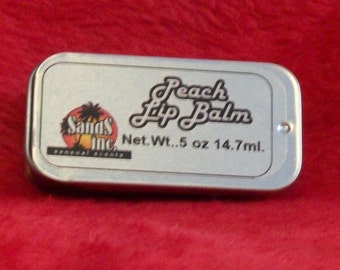 Peach
Lip Balm
Sands
inc.
sensual scents
Net.Wt..5 oz 14.7ml.